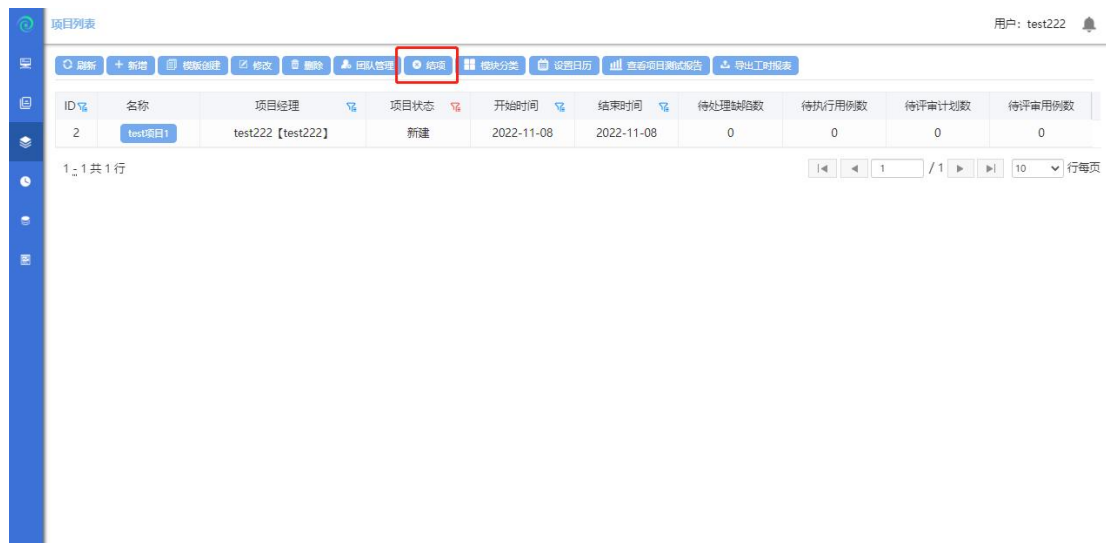 项目列表 用户：test222
刷新 新增 模版创建 修改 删除 团队管理 结项 模块分类 设置日历 查看项目测试报告 导出工时报表
ID 名称 项目经理 项目状态 开始时间 结束时间 待处理缺陷数 待执行用例数 待评审计划数 待评审用例数
2 test项目1 test222【test222】 新建 2022-11-08 2022-11-08 0 0 0 0
1 - 1 共 1 行 1 / 1 10 行每页